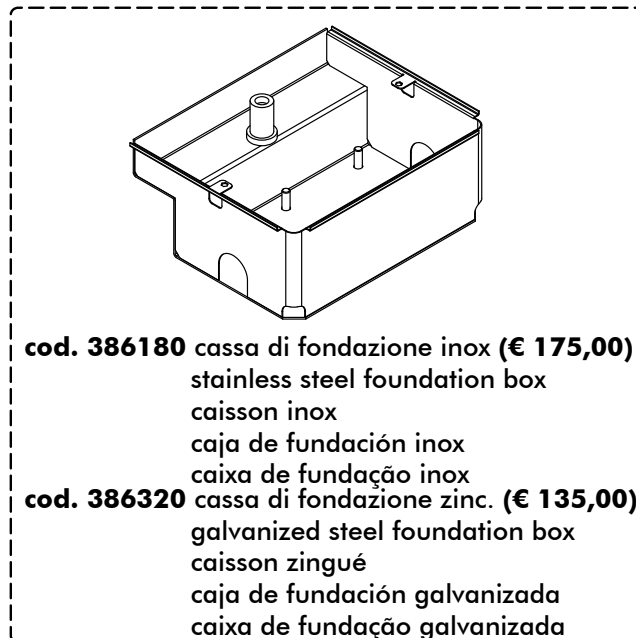 cod. 386180 cassa di fondazione inox (€ 175,00)
stainless steel foundation box
caisson inox
caja de fundación inox
caixa de fundação inox
cod. 386320 cassa di fondazione zinc. (€ 135,00)
galvanized steel foundation box
caisson zingué
caja de fundación galvanizada
caixa de fundação galvanizada